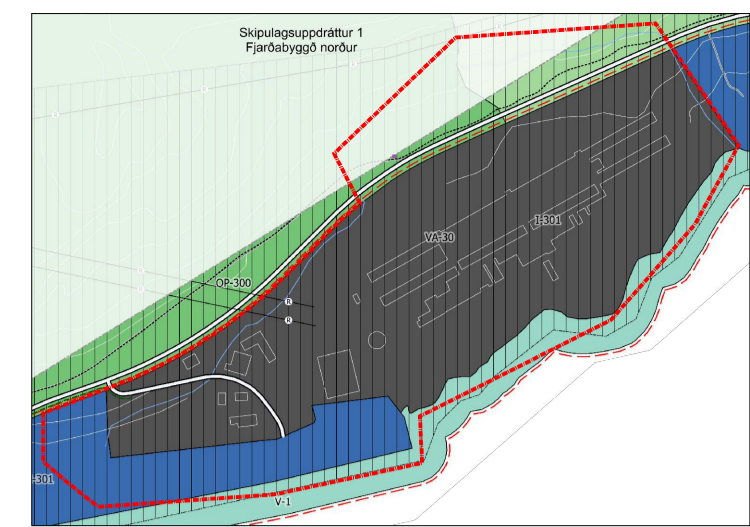 Skipulagsuppdráttur 1
Fjarðabyggð norður
I-301
VA-30
OP-300
R
R
-301
V-1